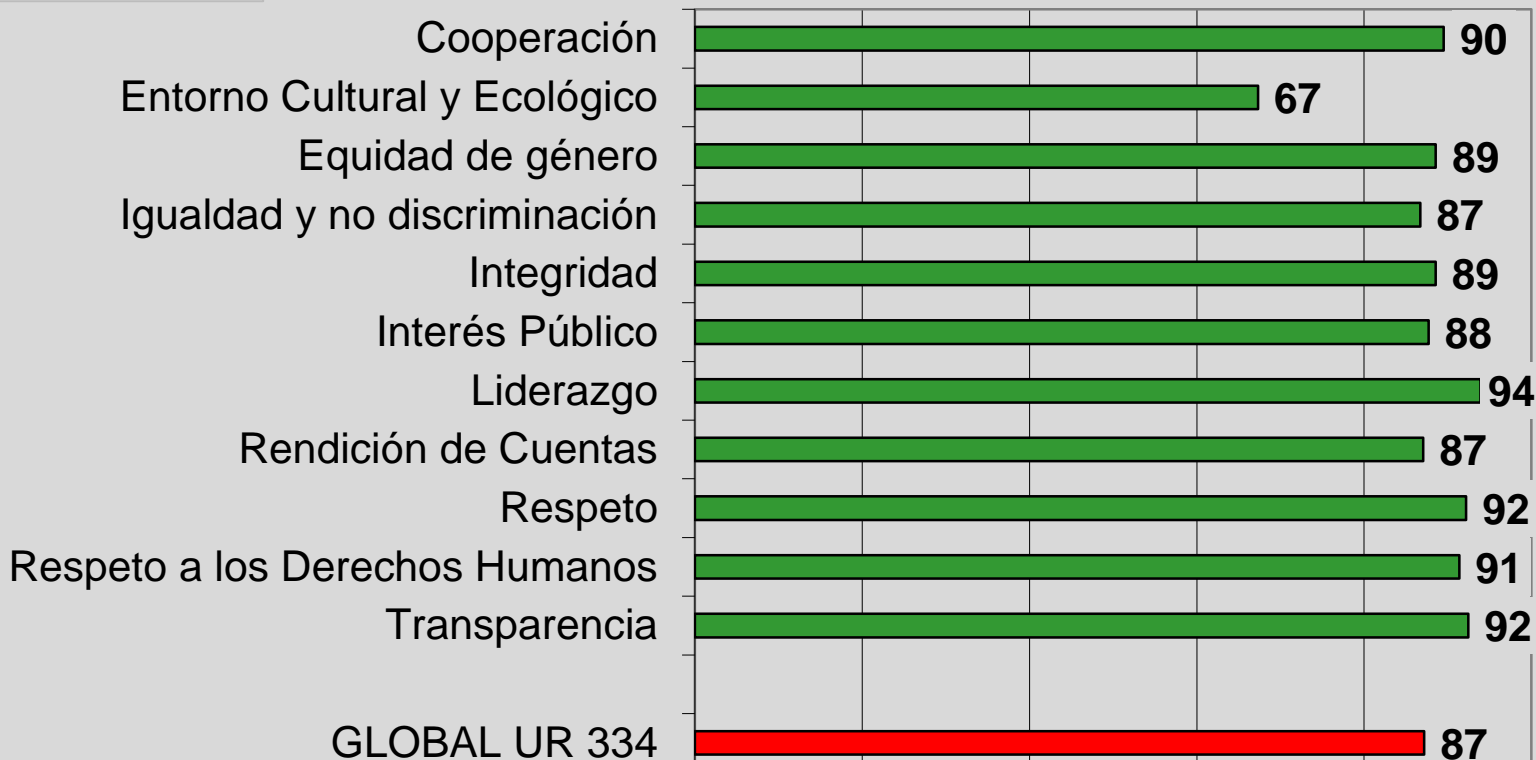 Cooperación 90
Entorno Cultural y Ecológico 67
Equidad de género 89
Igualdad y no discriminación 87
Integridad 89
Interés Público 88
Liderazgo 94
Rendición de Cuentas 87
Respeto 92
Respeto a los Derechos Humanos 91
Transparencia 92
GLOBAL UR 334 87